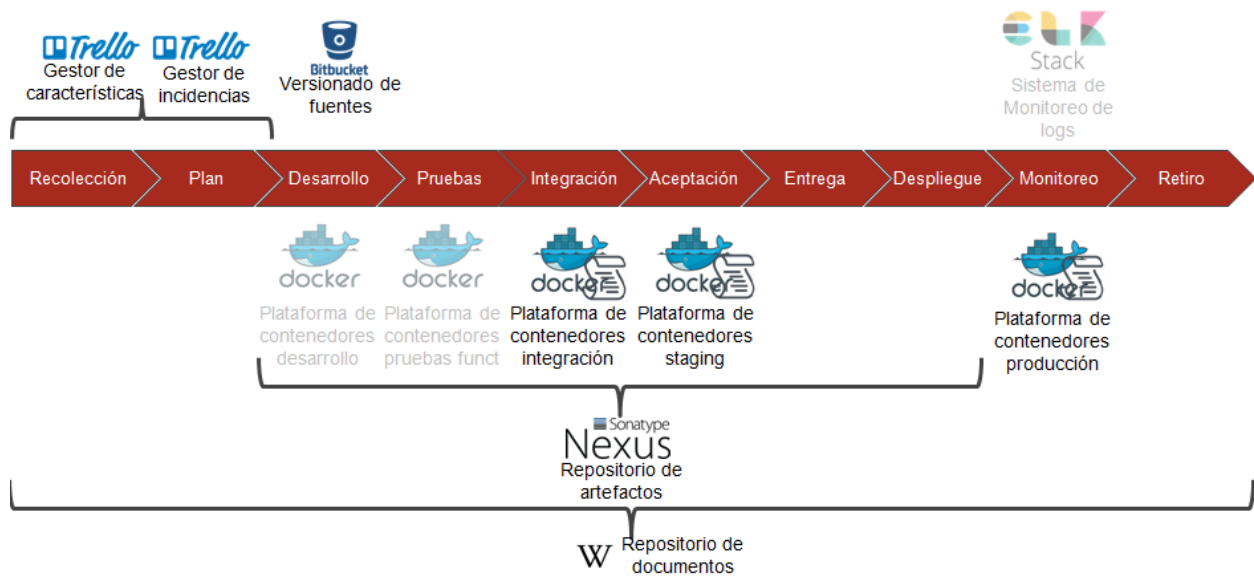 Trello
Gestor de
característícas
Trello
Gestor de
incidencias
Bitbucket
Versionado de
fuentes
Stack
Sistema de
Monitoreo de
logs
Recolección
Plan
Desarrollo
Pruebas
Integración
Aceptación
Entrega
Despliegue
Monitoreo
Retiro
docker
Plataforma de
contenedores
desarrollo
docker
Plataforma de
contenedores
pruebas funct
docker
Plataforma de
contenedores
integración
docker
Plataforma de
contenedores
staging
docker
Plataforma de
contenedores
producción
Sonatype
Nexus
Repositorio de
artefactos
W
Repositorio de
documentos